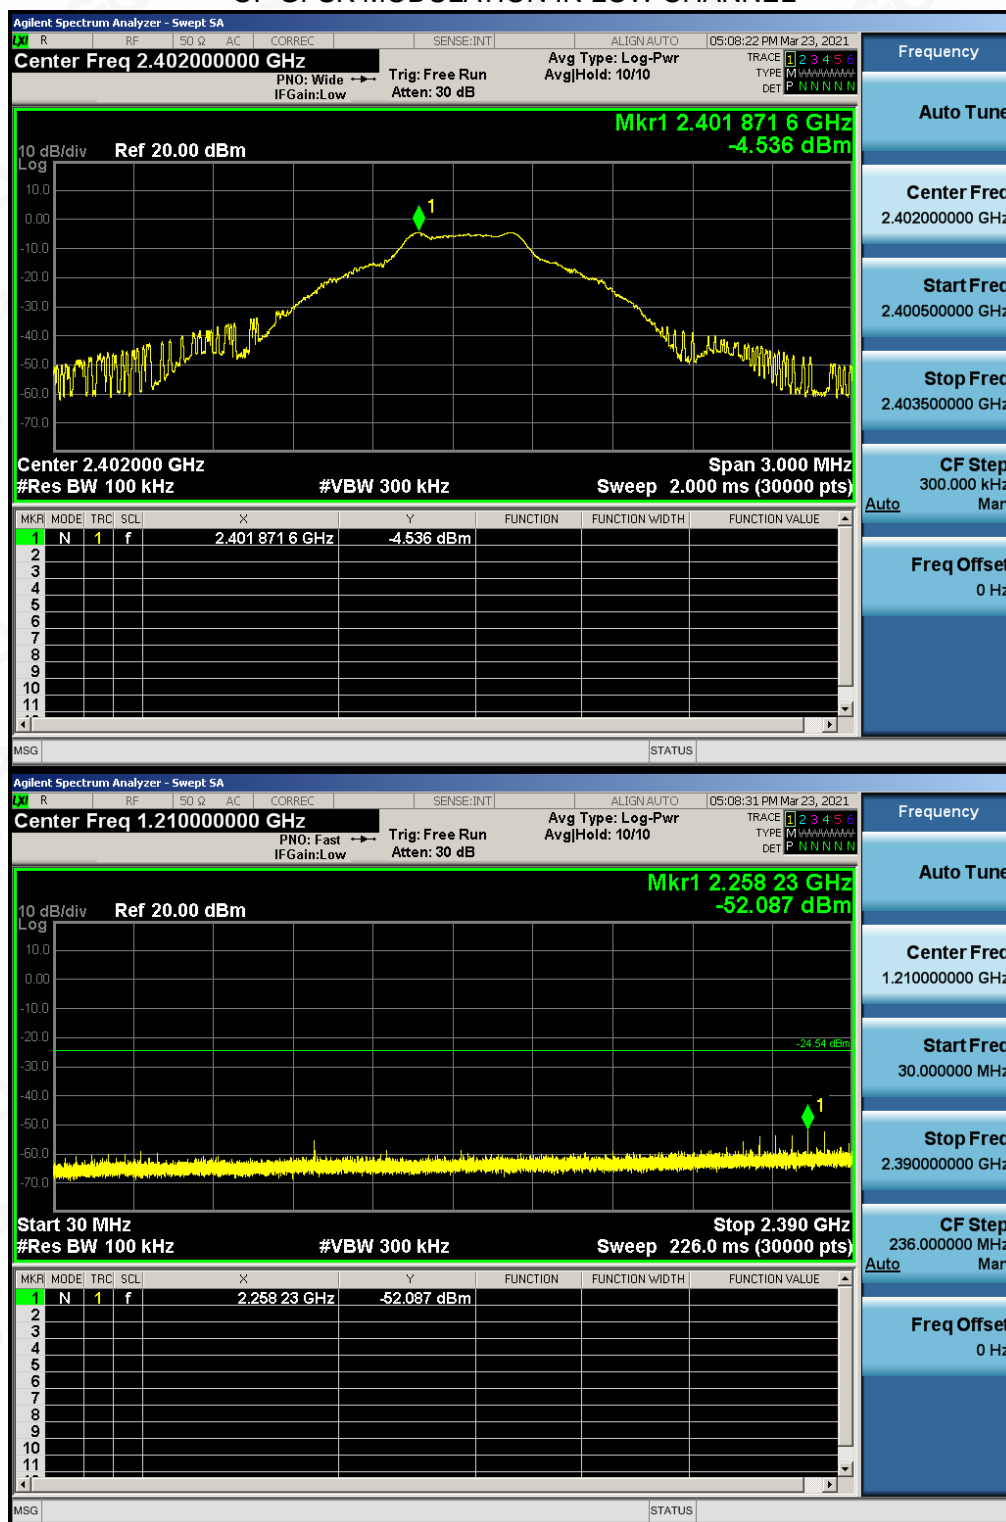 OF GFSK MODULATION IN LOW CHANNEL
Agilent Spectrum Analyzer - Swept SA
LXI R RF 50 Ω AC CORREC SENSE:INT ALIGN AUTO 05:08:22 PM Mar 23, 2021
Center Freq 2.402000000 GHz
PNO: Wide
IFGain:Low
Trig: Free Run
Atten: 30 dB
Avg Type: Log-Pwr
Avg|Hold: 10/10
TRACE 1 2 3 4 5 6
TYPE M
DET P N N N N N
Mkr1 2.401 871 6 GHz
-4.536 dBm
10 dB/div Ref 20.00 dBm
Log
10.0
0.00
-10.0
-20.0
-30.0
-40.0
-50.0
-60.0
-70.0
1
Center 2.402000 GHz Span 3.000 MHz
#Res BW 100 kHz #VBW 300 kHz Sweep 2.000 ms (30000 pts)
MKR MODE TRC SCL X Y FUNCTION FUNCTION WIDTH FUNCTION VALUE
1 N 1 f 2.401 871 6 GHz -4.536 dBm
2
3
4
5
6
7
8
9
10
11
MSG STATUS
Frequency
Auto Tune
Center Freq
2.402000000 GHz
Start Freq
2.400500000 GHz
Stop Freq
2.403500000 GHz
CF Step
300.000 kHz
Auto Man
Freq Offset
0 Hz
Agilent Spectrum Analyzer - Swept SA
LXI R RF 50 Ω AC CORREC SENSE:INT ALIGN AUTO 05:08:31 PM Mar 23, 2021
Center Freq 1.210000000 GHz
PNO: Fast
IFGain:Low
Trig: Free Run
Atten: 30 dB
Avg Type: Log-Pwr
Avg|Hold: 10/10
TRACE 1 2 3 4 5 6
TYPE M
DET P N N N N N
Mkr1 2.258 23 GHz
-52.087 dBm
10 dB/div Ref 20.00 dBm
Log
10.0
0.00
-10.0
-20.0
-30.0
-40.0
-50.0
-60.0
-70.0
-24.54 dBm
1
Start 30 MHz Stop 2.390 GHz
#Res BW 100 kHz #VBW 300 kHz Sweep 226.0 ms (30000 pts)
MKR MODE TRC SCL X Y FUNCTION FUNCTION WIDTH FUNCTION VALUE
1 N 1 f 2.258 23 GHz -52.087 dBm
2
3
4
5
6
7
8
9
10
11
MSG STATUS
Frequency
Auto Tune
Center Freq
1.210000000 GHz
Start Freq
30.000000 MHz
Stop Freq
2.390000000 GHz
CF Step
236.000000 MHz
Auto Man
Freq Offset
0 Hz